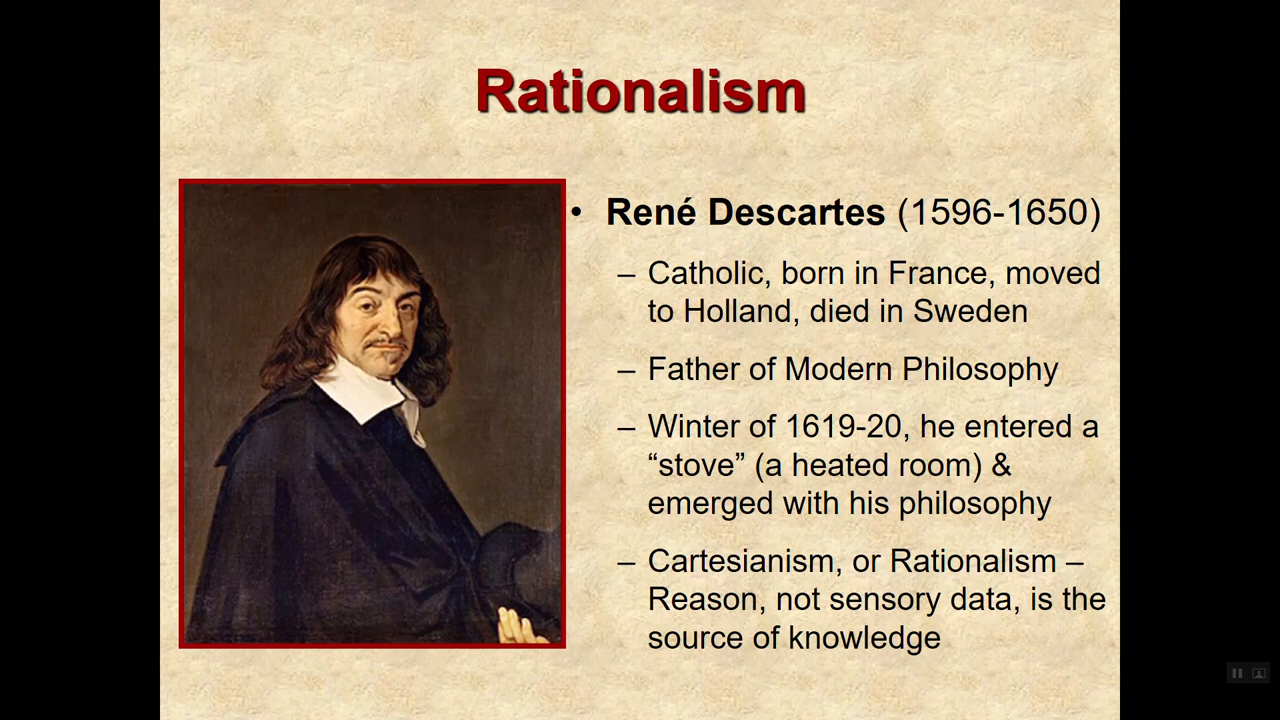 Rationalism
• René Descartes (1596-1650)
– Catholic, born in France, moved
to Holland, died in Sweden
– Father of Modern Philosophy
– Winter of 1619-20, he entered a
“stove” (a heated room) &
emerged with his philosophy
– Cartesianism, or Rationalism –
Reason, not sensory data, is the
source of knowledge